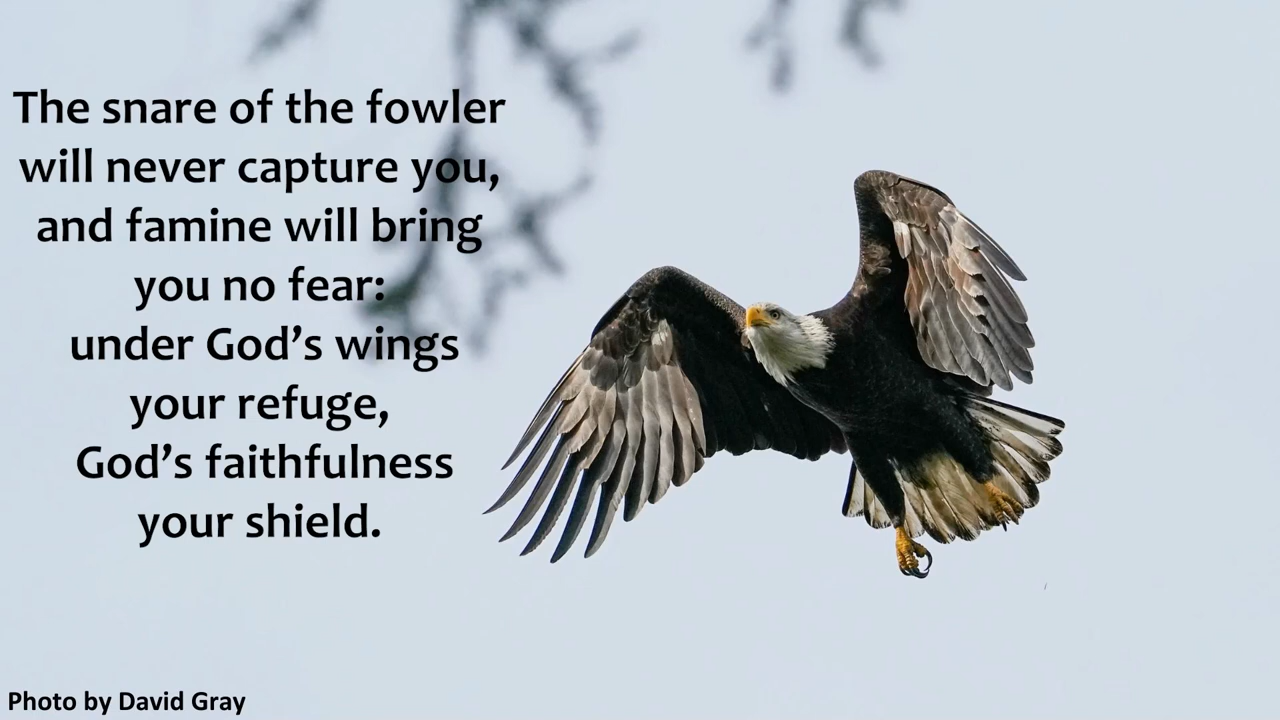 The snare of the fowler
will never capture you,
and famine will bring
you no fear:
under God’s wings
your refuge,
God’s faithfulness
your shield.
Photo by David Gray